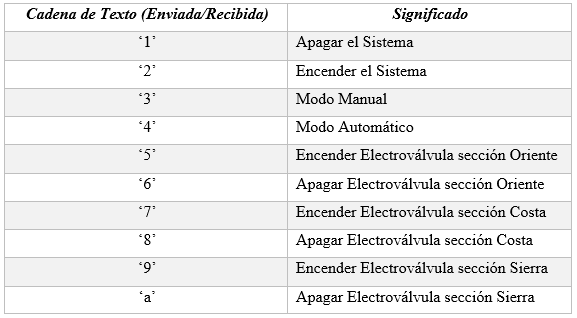 Cadena de Texto (Enviada/Recibida) Significado
‘1’ Apagar el Sistema
‘2’ Encender el Sistema
‘3’ Modo Manual
‘4’ Modo Automático
‘5’ Encender Electroválvula sección Oriente
‘6’ Apagar Electroválvula sección Oriente
‘7’ Encender Electroválvula sección Costa
‘8’ Apagar Electroválvula sección Costa
‘9’ Encender Electroválvula sección Sierra
‘a’ Apagar Electroválvula sección Sierra